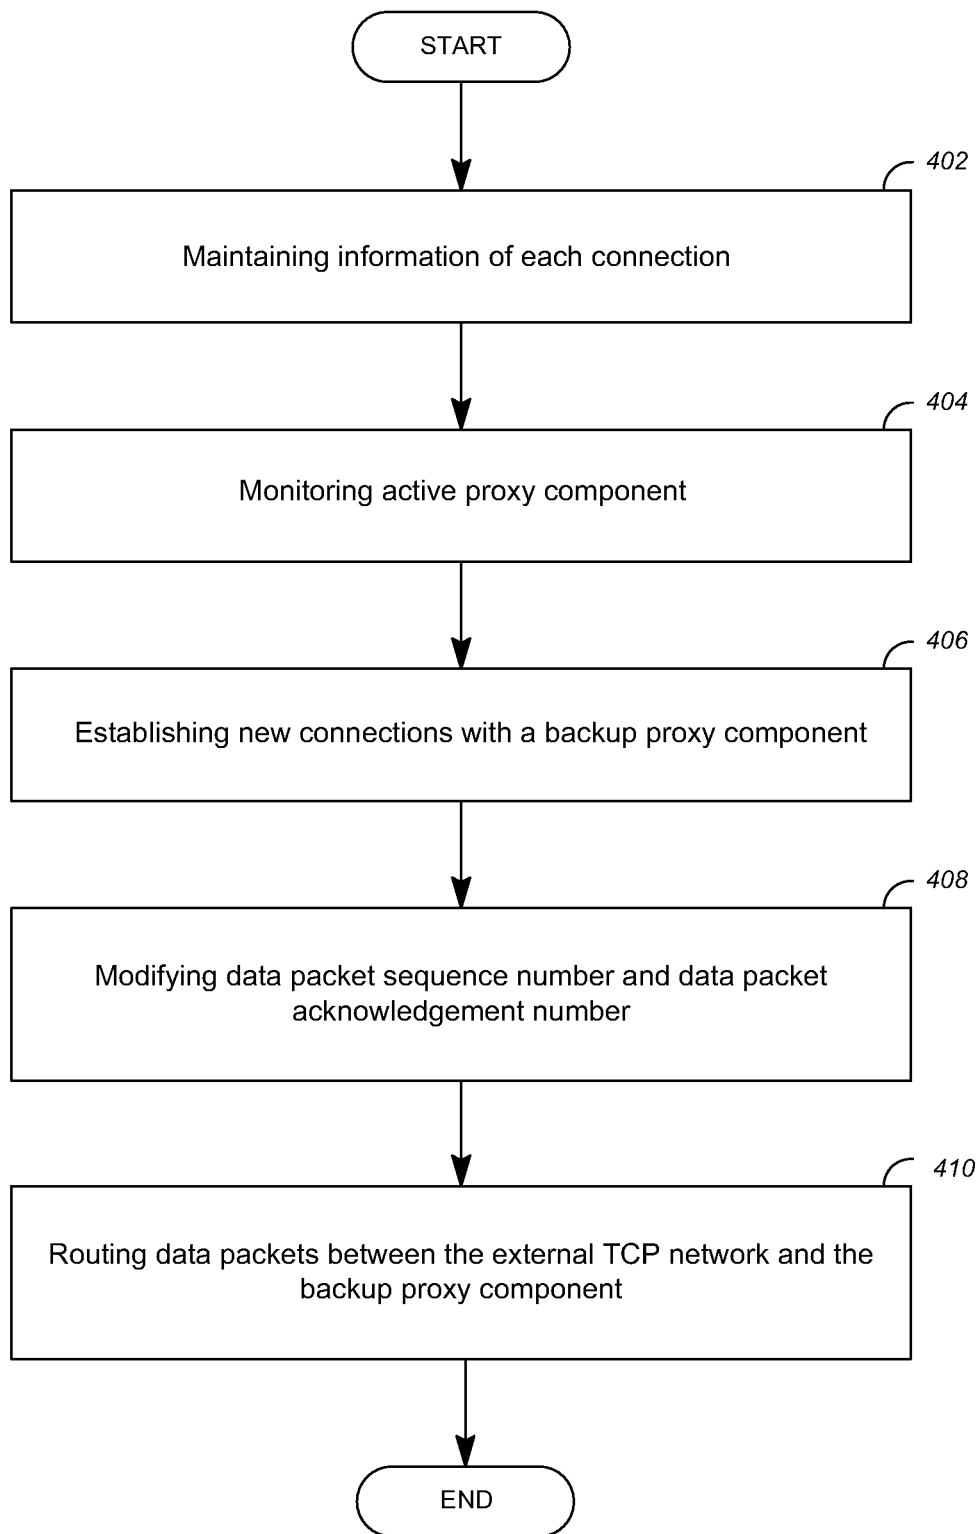 START
402
Maintaining information of each connection
404
Monitoring active proxy component
406
Establishing new connections with a backup proxy component
408
Modifying data packet sequence number and data packet
acknowledgement number
410
Routing data packets between the external TCP network and the
backup proxy component
END